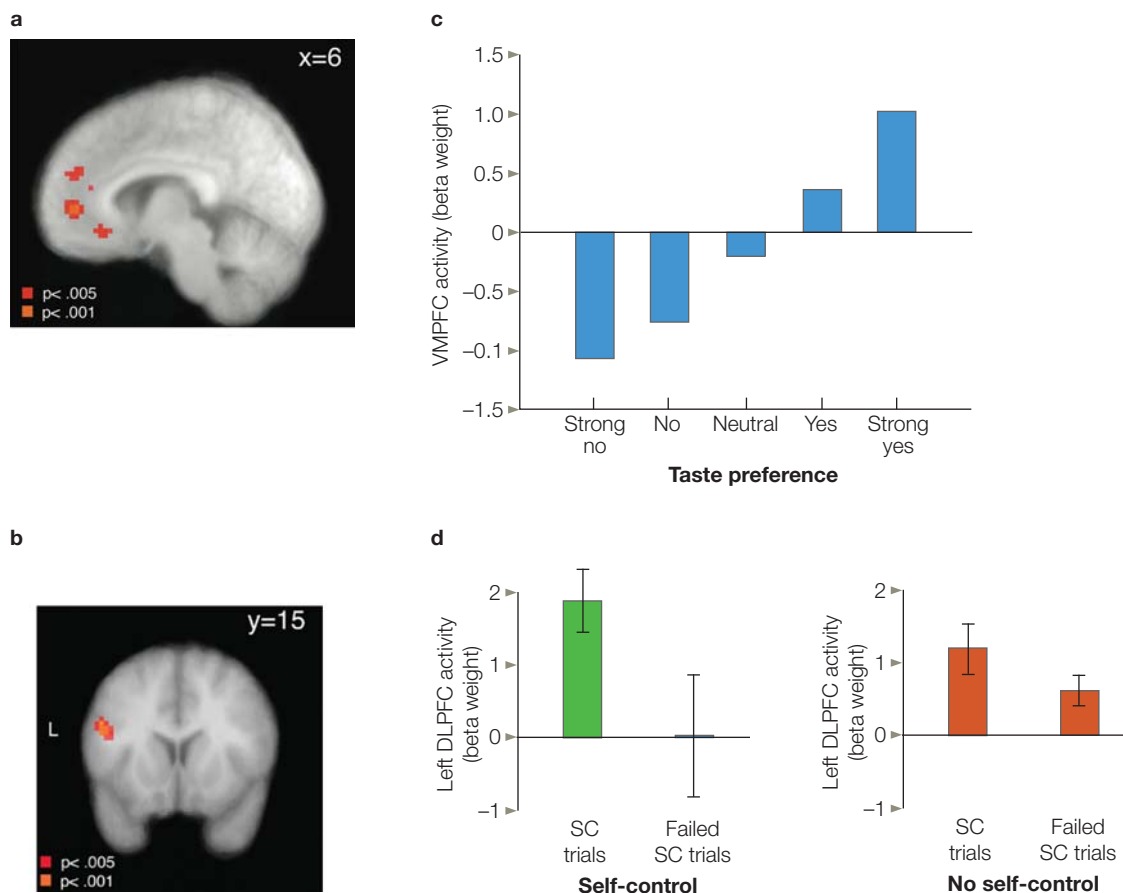 a
x=6
p< .005
p< .001
c
VMPFC activity (beta weight)
1.5
1.0
0.5
0
−0.5
−0.1
−1.5
Strong no
No
Neutral
Yes
Strong yes
Taste preference
b
y=15
L
p< .005
p< .001
d
Left DLPFC activity
(beta weight)
2
1
0
−1
SC
trials
Failed
SC trials
Self-control
Left DLPFC activity
(beta weight)
2
1
0
−1
SC
trials
Failed
SC trials
No self-control